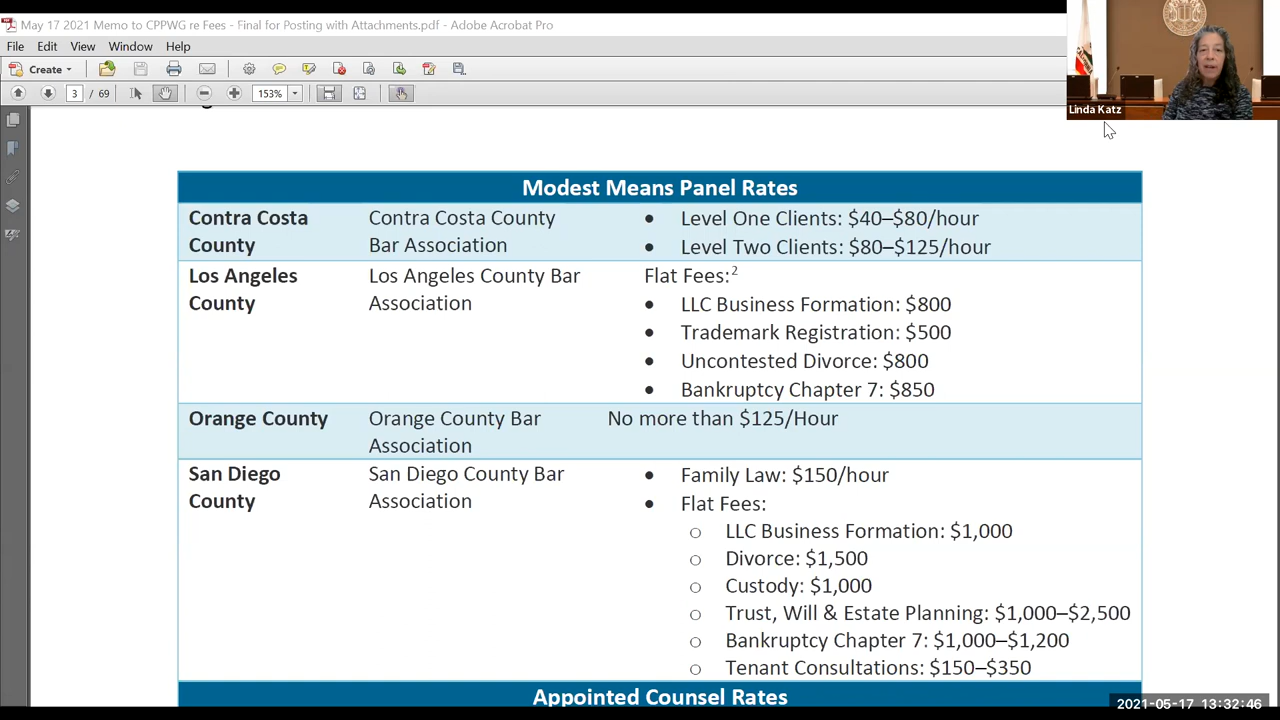 May 17 2021 Memo to CPPWG re Fees - Final for Posting with Attachments.pdf - Adobe Acrobat Pro
File Edit View Window Help
Create
3 / 69 153%
Linda Katz
Modest Means Panel Rates
Contra Costa County
Contra Costa County Bar Association
• Level One Clients: $40–$80/hour
• Level Two Clients: $80–$125/hour
Los Angeles County
Los Angeles County Bar Association
Flat Fees:2
• LLC Business Formation: $800
• Trademark Registration: $500
• Uncontested Divorce: $800
• Bankruptcy Chapter 7: $850
Orange County
Orange County Bar Association
No more than $125/Hour
San Diego County
San Diego County Bar Association
• Family Law: $150/hour
• Flat Fees:
o LLC Business Formation: $1,000
o Divorce: $1,500
o Custody: $1,000
o Trust, Will & Estate Planning: $1,000–$2,500
o Bankruptcy Chapter 7: $1,000–$1,200
o Tenant Consultations: $150–$350
Appointed Counsel Rates
2021-05-17 13:32:46